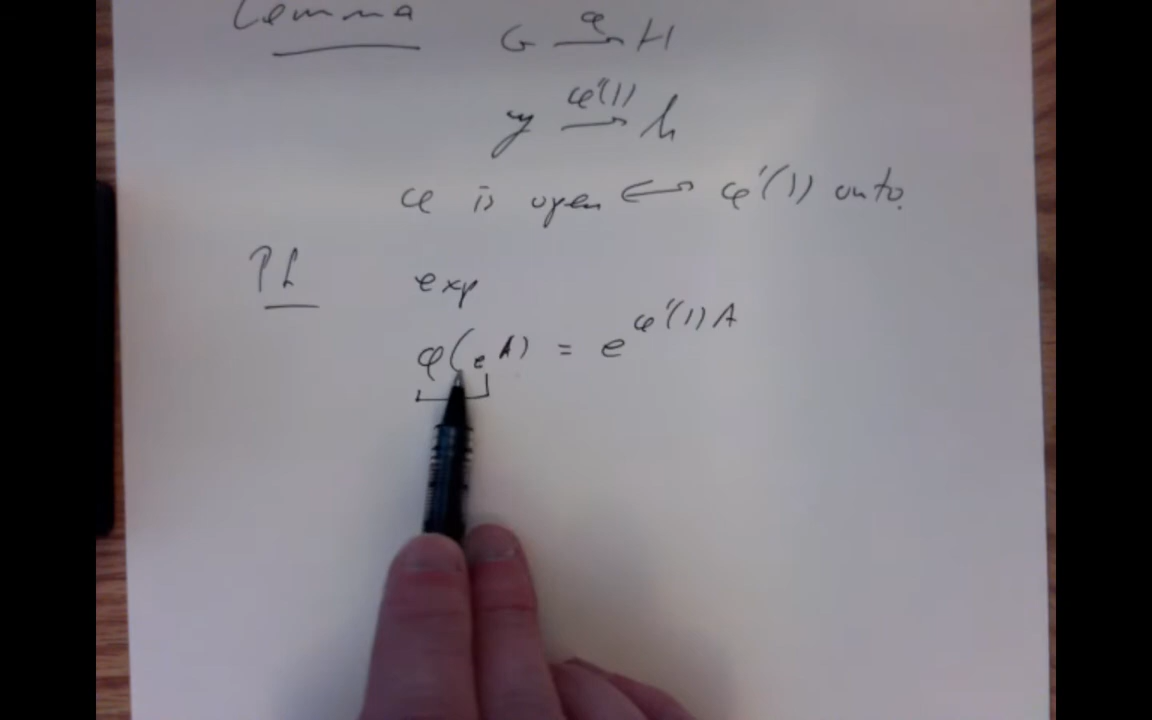 Lemma G →φ H
𝔤 →φ'(1) 𝔥
φ is open ⟺ φ'(1) onto.
Pf exp
φ(e^A) = e^{φ'(1)A}